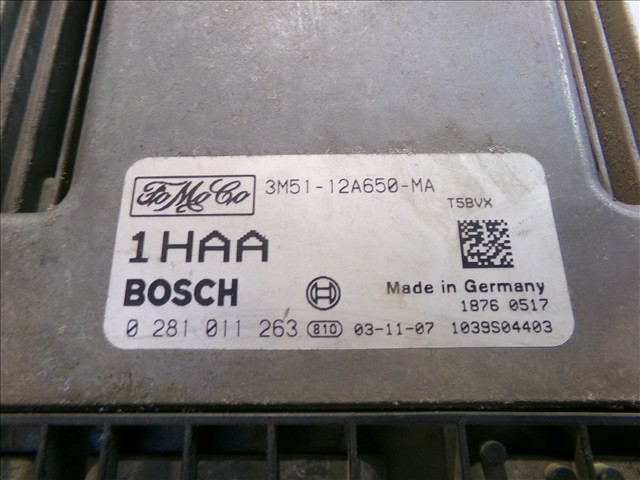 FoMoCo 3M51-12A650-MA
T5BVX
1HAA
BOSCH Made in Germany
1876 0517
0 281 011 263 810 03-11-07 1039S04403